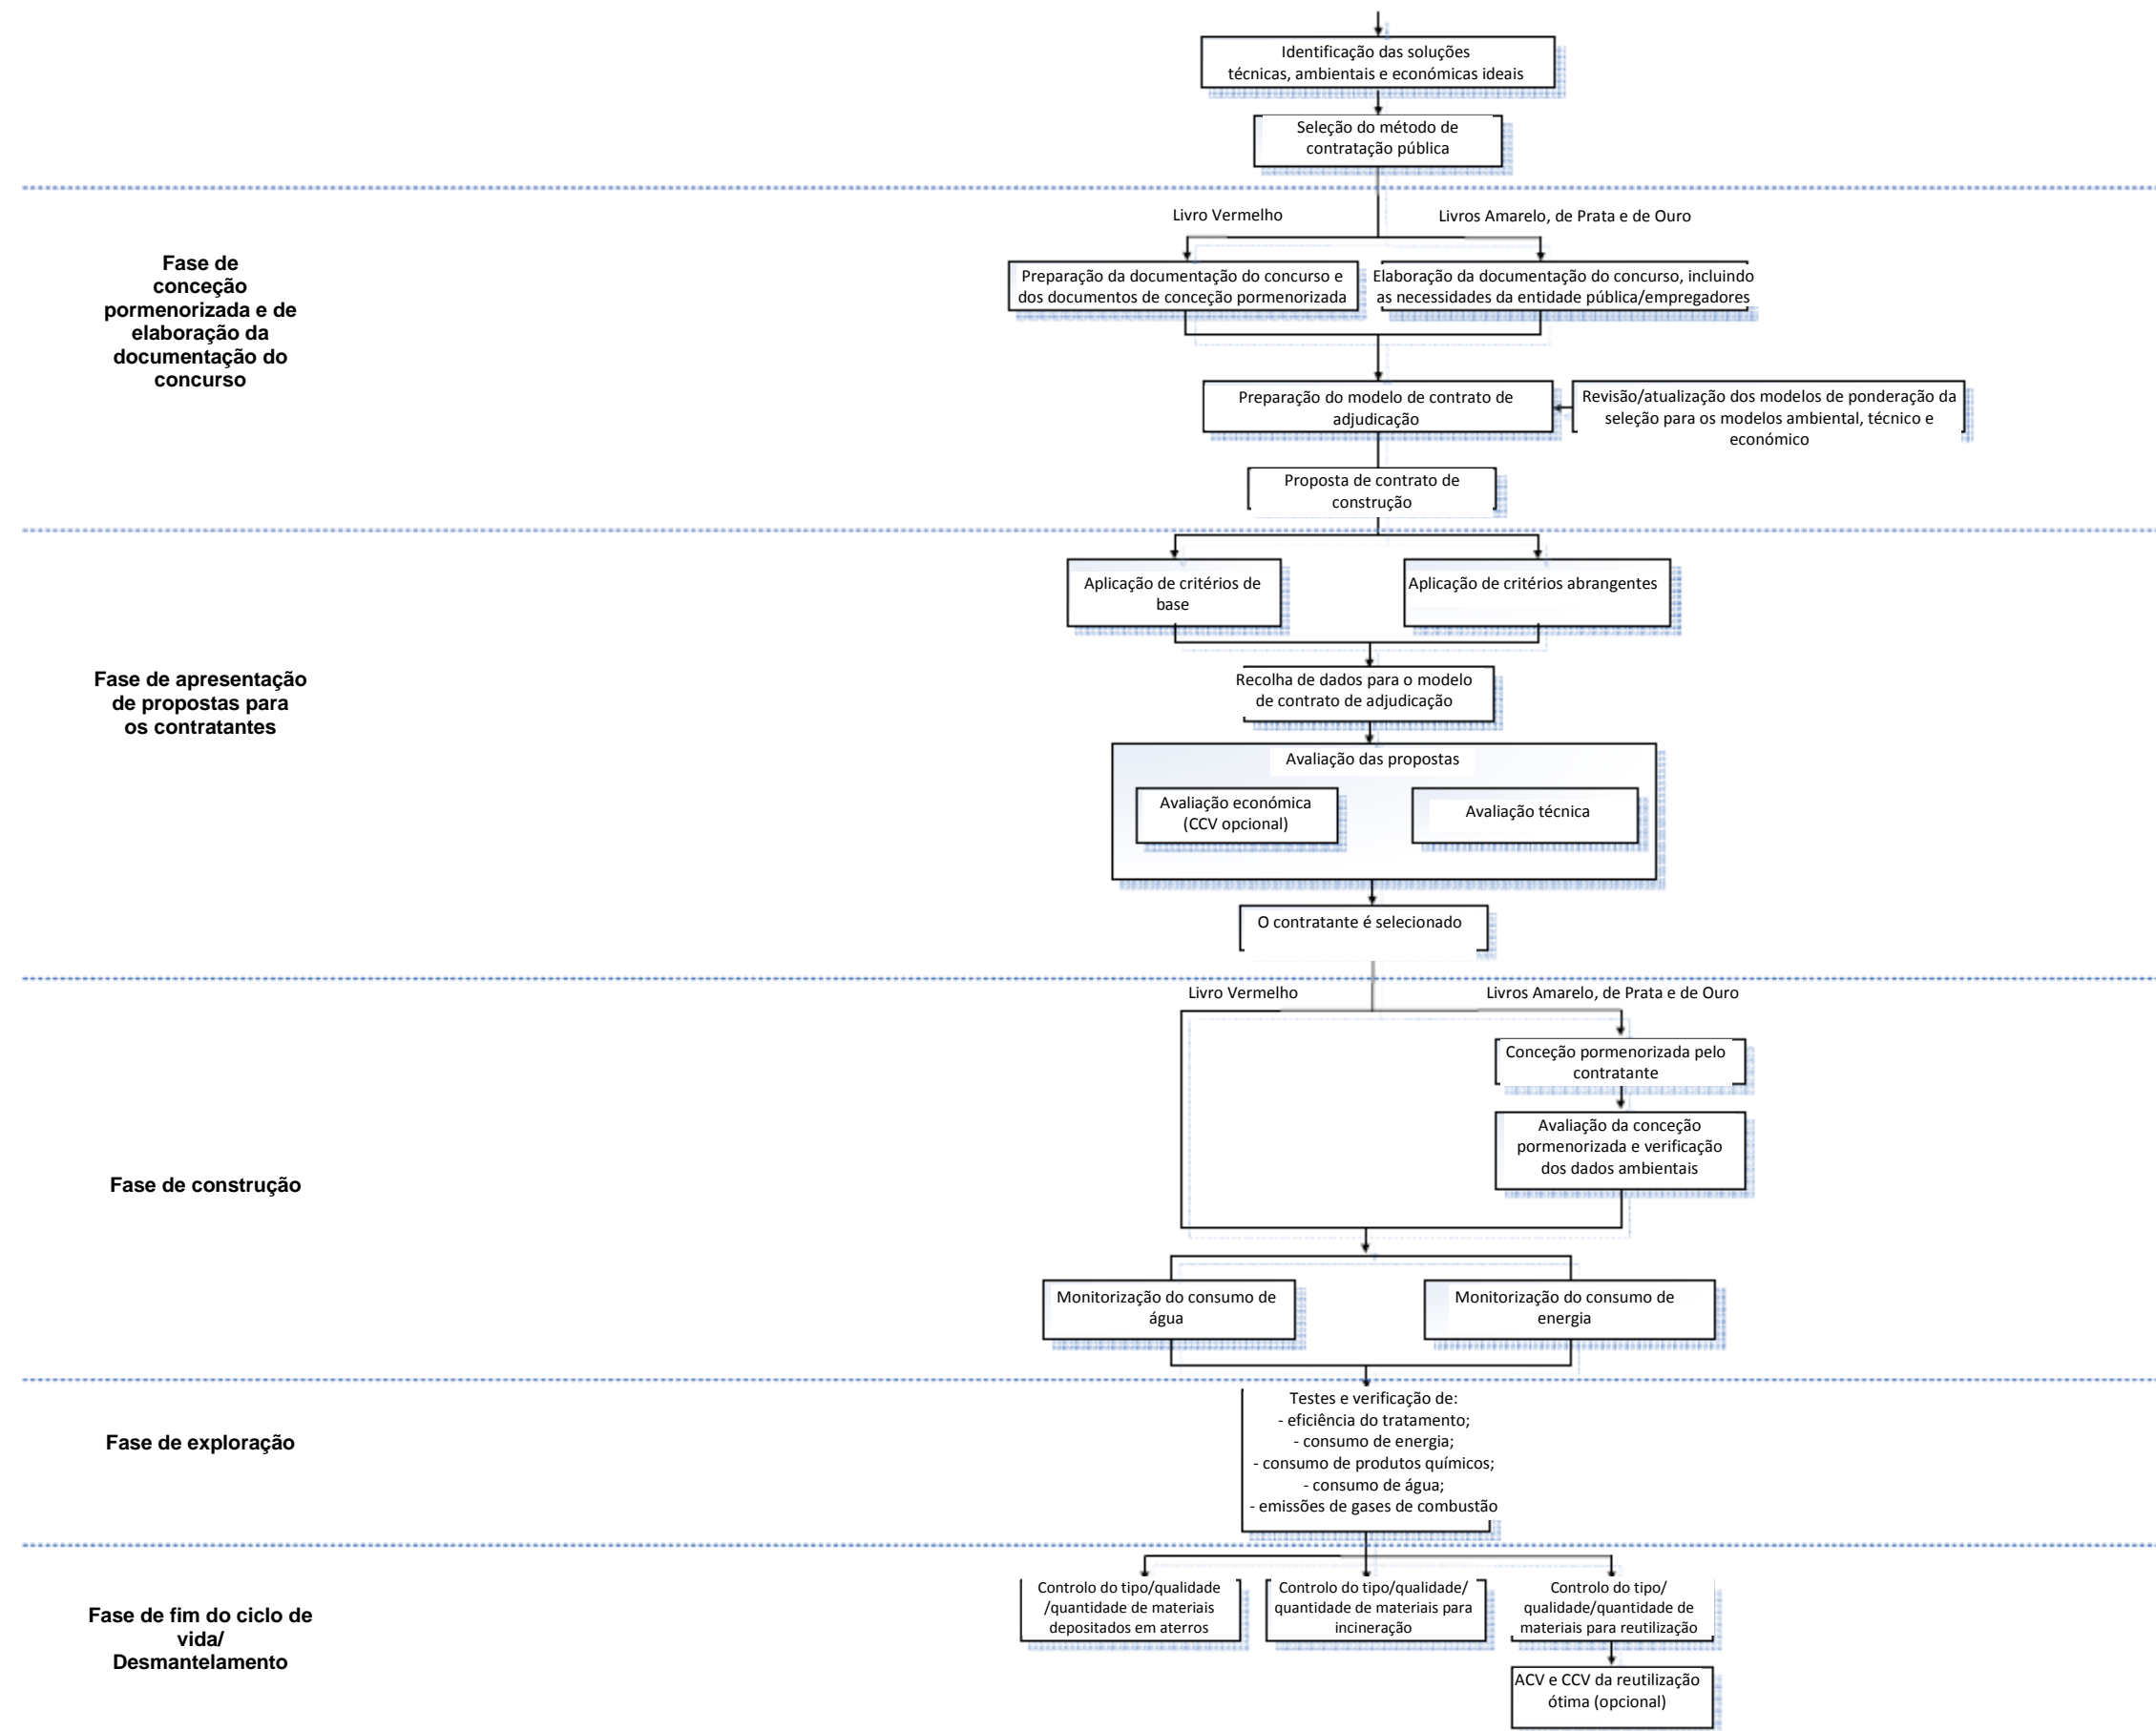 Identificação das soluções
técnicas, ambientais e económicas ideais
Seleção do método de
contratação pública
Livro Vermelho
Livros Amarelo, de Prata e de Ouro
Fase de
conceção
pormenorizada e de
elaboração da
documentação do
concurso
Preparação da documentação do concurso e
dos documentos de conceção pormenorizada
Elaboração da documentação do concurso, incluindo
as necessidades da entidade pública/empregadores
Preparação do modelo de contrato de
adjudicação
Revisão/atualização dos modelos de ponderação da
seleção para os modelos ambiental, técnico e
económico
Proposta de contrato de
construção
Fase de apresentação
de propostas para
os contratantes
Aplicação de critérios de
base
Aplicação de critérios abrangentes
Recolha de dados para o modelo
de contrato de adjudicação
Avaliação das propostas
Avaliação económica
(CCV opcional)
Avaliação técnica
O contratante é selecionado
Livro Vermelho
Livros Amarelo, de Prata e de Ouro
Fase de construção
Conceção pormenorizada pelo
contratante
Avaliação da conceção
pormenorizada e verificação
dos dados ambientais
Monitorização do consumo de
água
Monitorização do consumo de
energia
Fase de exploração
Testes e verificação de:
- eficiência do tratamento;
- consumo de energia;
- consumo de produtos químicos;
- consumo de água;
- emissões de gases de combustão
Fase de fim do ciclo de
vida/
Desmantelamento
Controlo do tipo/qualidade
/quantidade de materiais
depositados em aterros
Controlo do tipo/qualidade/
quantidade de materiais para
incineração
Controlo do tipo/
qualidade/quantidade de
materiais para reutilização
ACV e CCV da reutilização
ótima (opcional)